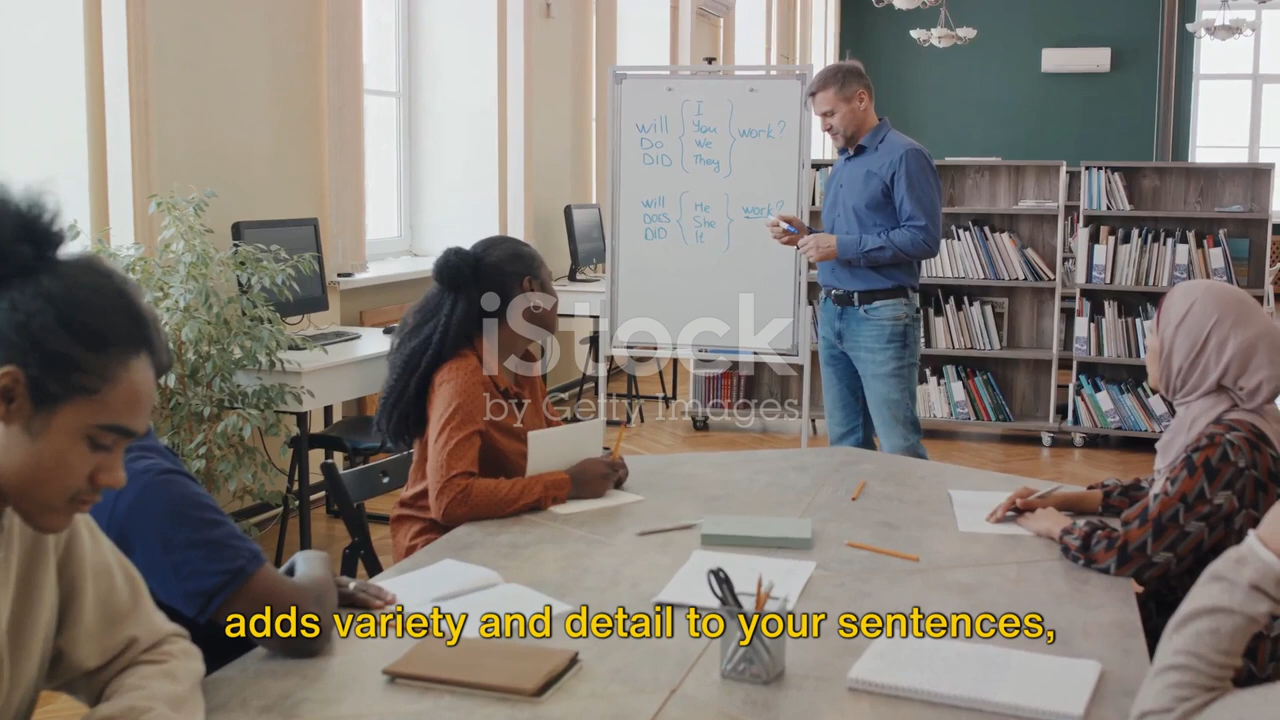 will
Do
DID
I
You
We
They
work?
will
DOES
DID
He
She
It
work?
iStock
by Getty Images
adds variety and detail to your sentences,